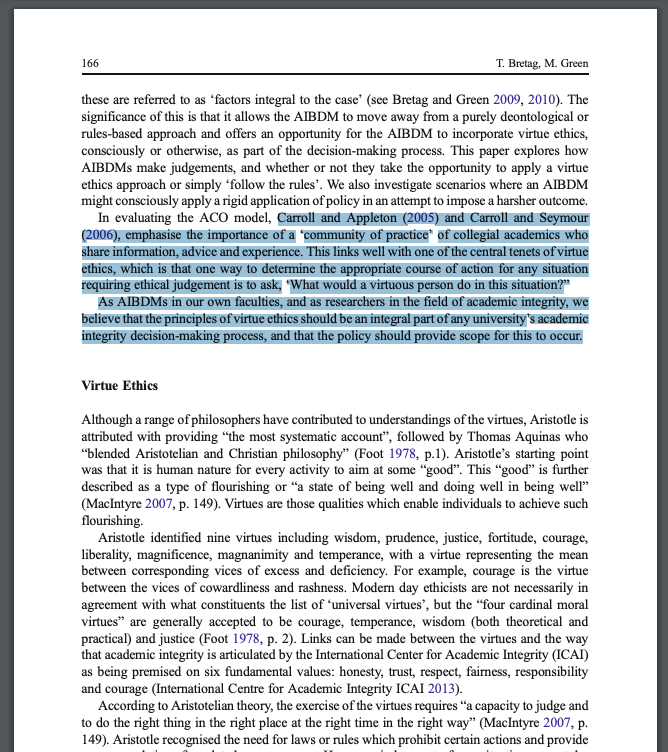 166
T. Bretag, M. Green
these are referred to as ‘factors integral to the case’ (see Bretag and Green 2009, 2010). The
significance of this is that it allows the AIBDM to move away from a purely deontological or
rules-based approach and offers an opportunity for the AIBDM to incorporate virtue ethics,
consciously or otherwise, as part of the decision-making process. This paper explores how
AIBDMs make judgements, and whether or not they take the opportunity to apply a virtue
ethics approach or simply ‘follow the rules’. We also investigate scenarios where an AIBDM
might consciously apply a rigid application of policy in an attempt to impose a harsher outcome.
In evaluating the ACO model, Carroll and Appleton (2005) and Carroll and Seymour
(2006), emphasise the importance of a ‘community of practice’ of collegial academics who
share information, advice and experience. This links well with one of the central tenets of virtue
ethics, which is that one way to determine the appropriate course of action for any situation
requiring ethical judgement is to ask, ‘What would a virtuous person do in this situation?”
As AIBDMs in our own faculties, and as researchers in the field of academic integrity, we
believe that the principles of virtue ethics should be an integral part of any university’s academic
integrity decision-making process, and that the policy should provide scope for this to occur.
Virtue Ethics
Although a range of philosophers have contributed to understandings of the virtues, Aristotle is
attributed with providing “the most systematic account”, followed by Thomas Aquinas who
“blended Aristotelian and Christian philosophy” (Foot 1978, p.1). Aristotle’s starting point
was that it is human nature for every activity to aim at some “good”. This “good” is further
described as a type of flourishing or “a state of being well and doing well in being well”
(MacIntyre 2007, p. 149). Virtues are those qualities which enable individuals to achieve such
flourishing.
Aristotle identified nine virtues including wisdom, prudence, justice, fortitude, courage,
liberality, magnificence, magnanimity and temperance, with a virtue representing the mean
between corresponding vices of excess and deficiency. For example, courage is the virtue
between the vices of cowardliness and rashness. Modern day ethicists are not necessarily in
agreement with what constitutes the list of ‘universal virtues’, but the “four cardinal moral
virtues” are generally accepted to be courage, temperance, wisdom (both theoretical and
practical) and justice (Foot 1978, p. 2). Links can be made between the virtues and the way
that academic integrity is articulated by the International Center for Academic Integrity (ICAI)
as being premised on six fundamental values: honesty, trust, respect, fairness, responsibility
and courage (International Centre for Academic Integrity ICAI 2013).
According to Aristotelian theory, the exercise of the virtues requires “a capacity to judge and
to do the right thing in the right place at the right time in the right way” (MacIntyre 2007, p.
149). Aristotle recognised the need for laws or rules which prohibit certain actions and provide